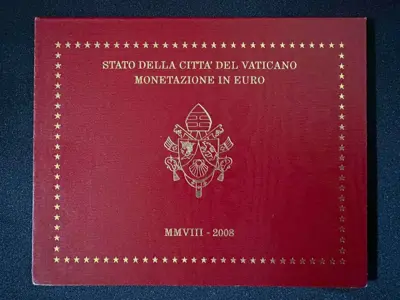 STATO DELLA CITTA' DEL VATICANO
MONETAZIONE IN EURO
MMVIII - 2008